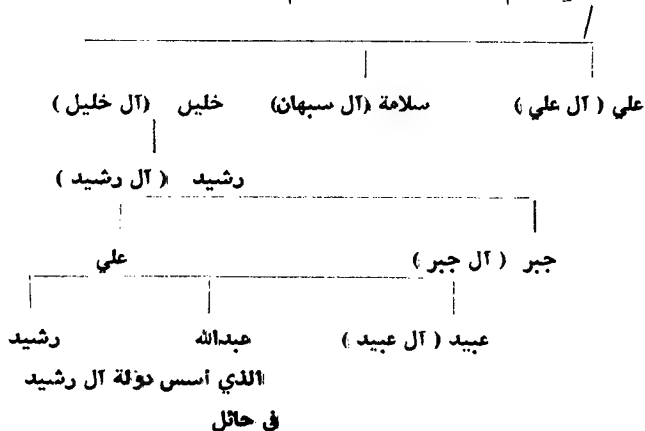 علي ( آل علي ) سلامة (آل سبهان) خليل (آل خليل )
رشيد ( آل رشيد )
جبر ( آل جبر ) علي
عبيد ( آل عبيد ) عبدالله رشيد
الذي أسس دولة آل رشيد
في حائل